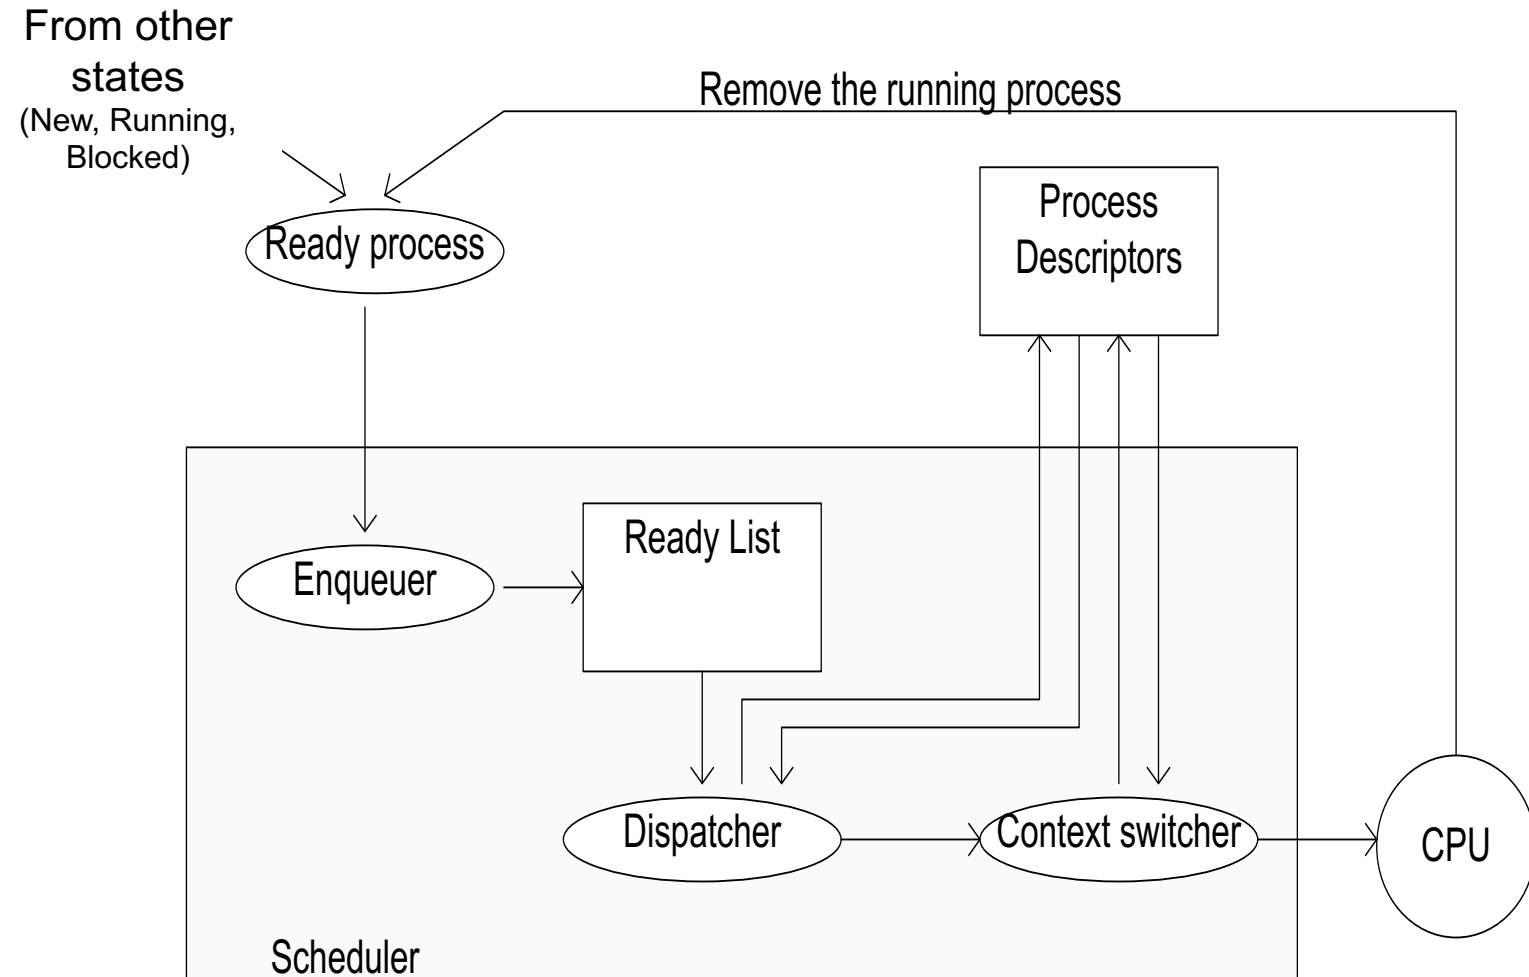 From other
states
(New, Running,
Blocked)
Remove the running process
Ready process
Process
Descriptors
Ready List
Enqueuer
Dispatcher
Context switcher
CPU
Scheduler